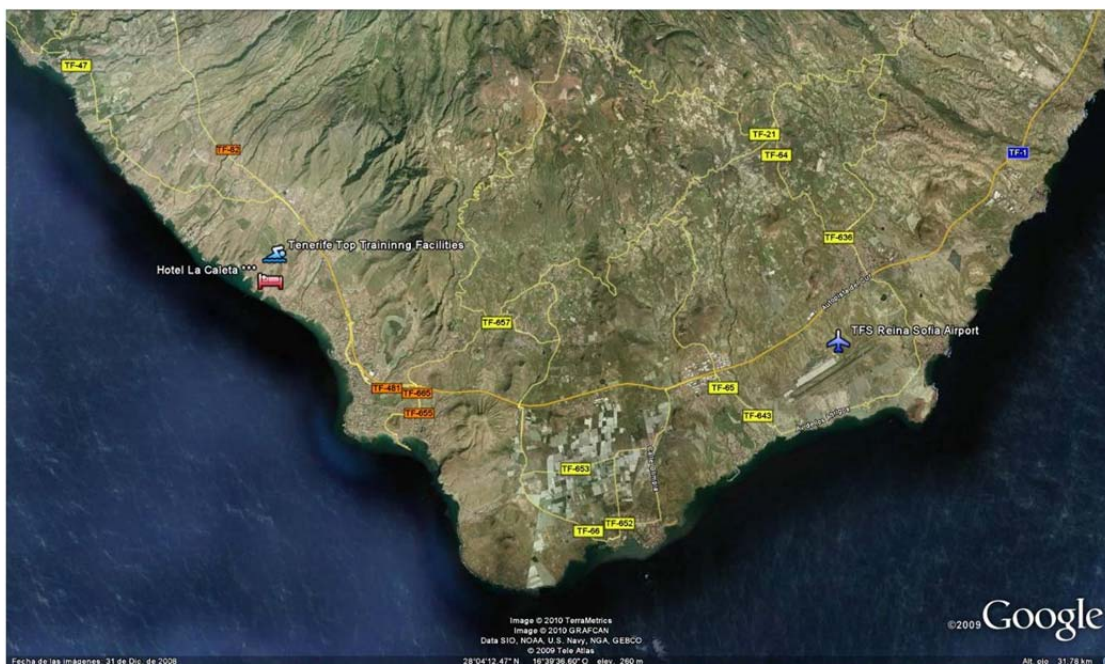 TF-47
TF-82
TF-21
TF-64
TF-1
TF-636
Tenerife Top Trainning Facilities
Hotel La Caleta
TF-657
TFS Reina Sofia Airport
TF-481
TF-665
TF-65
TF-655
TF-643
TF-653
TF-652
TF-66
Image © 2010 TerraMetrics
Image © 2010 GRAFCAN
Data SIO, NOAA, U.S. Navy, NGA, GEBCO
© 2009 Tele Atlas
©2009 Google
Fecha de las imágenes: 31 de Dic. de 2008
28°04'12.47" N 16°39'36.60" O elev. 260 m
Alt. ojo 31.78 km